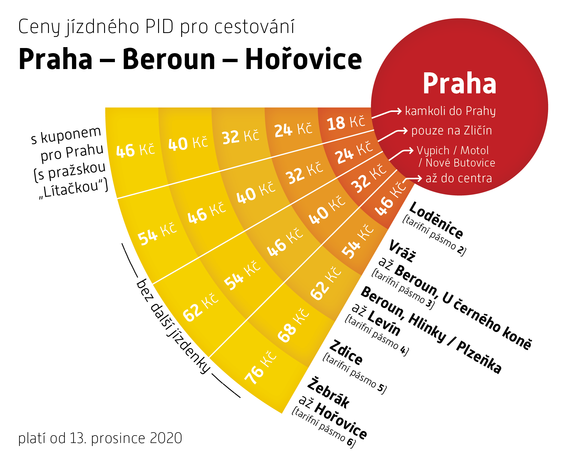 Ceny jízdného PID pro cestování
Praha – Beroun – Hořovice
Praha
kamkoli do Prahy
pouze na Zličín
Vypich / Motol
/ Nové Butovice
až do centra
s kuponem
pro Prahu
(s pražskou
„Lítačkou“)
46 Kč 40 Kč 32 Kč 24 Kč 18 Kč
54 Kč 46 Kč 40 Kč 32 Kč 24 Kč
62 Kč 54 Kč 46 Kč 40 Kč 32 Kč
76 Kč 68 Kč 62 Kč 54 Kč 46 Kč
bez další jízdenky
Loděnice
(tarifní pásmo 2)
Vráž
až Beroun, U černého koně
(tarifní pásmo 3)
Beroun, Hlinky / Plzeňka
až Levín
(tarifní pásmo 4)
Zdice
(tarifní pásmo 5)
Žebrák
až Hořovice
(tarifní pásmo 6)
platí od 13. prosince 2020